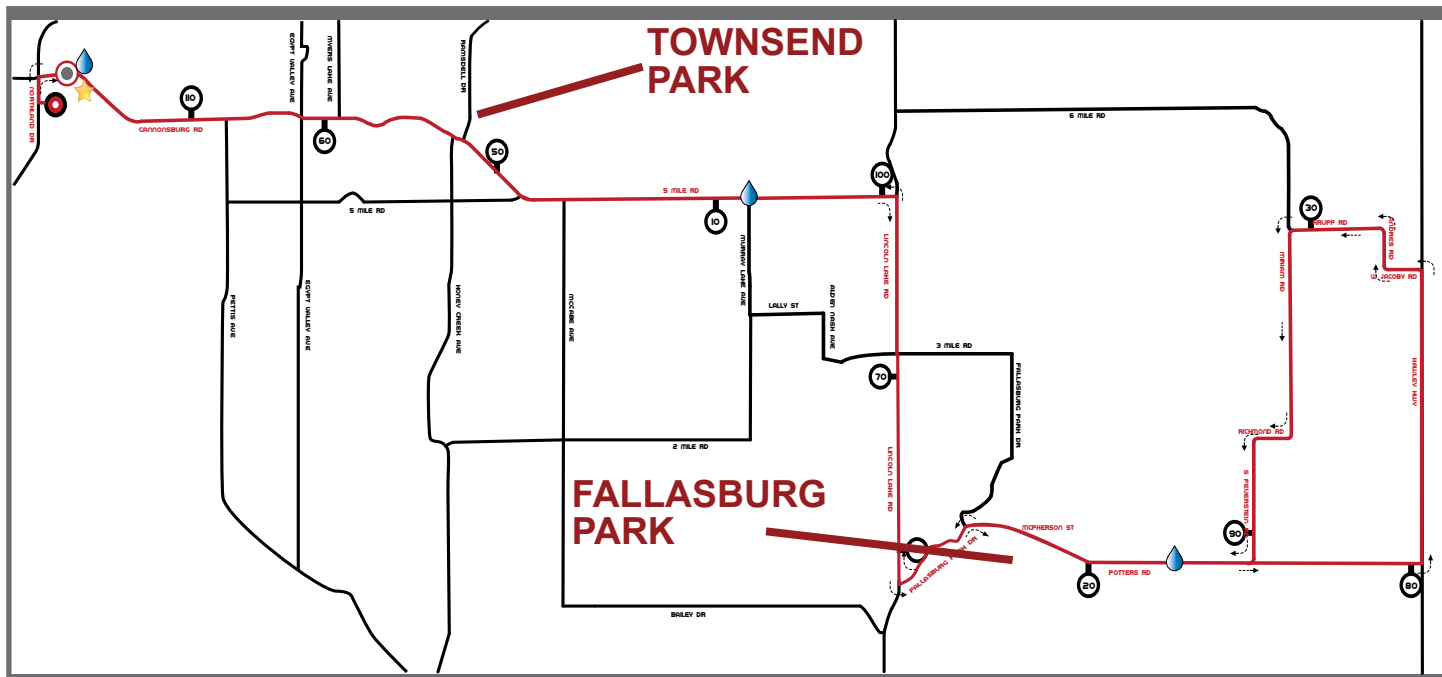 TOWNSEND
PARK
EGYPT VALLEY AVE
MYERS LAKE AVE
RAMSDELL DR
NORTHLAND DR
110
CANNONSBURG RD
60
50
6 MILE RD
100
5 MILE RD
5 MILE RD
10
30
KRUPP RD
ANDRES RD
W JACOBY RD
MURRAY LAKE AVE
LINCOLN LAKE RD
MIRIAM RD
PETTIS AVE
EGYPT VALLEY AVE
HONEY CREEK AVE
MCCABE AVE
LALLY ST
ALDEN NASH AVE
3 MILE RD
70
FALLASBURG PARK DR
HAWLEY HWY
2 MILE RD
RICHMOND RD
LINCOLN LAKE RD
FALLASBURG
PARK
S FEUERSTEIN
MCPHERSON ST
90
FALLASBURG PARK DR
20
POTTERS RD
80
BAILEY DR